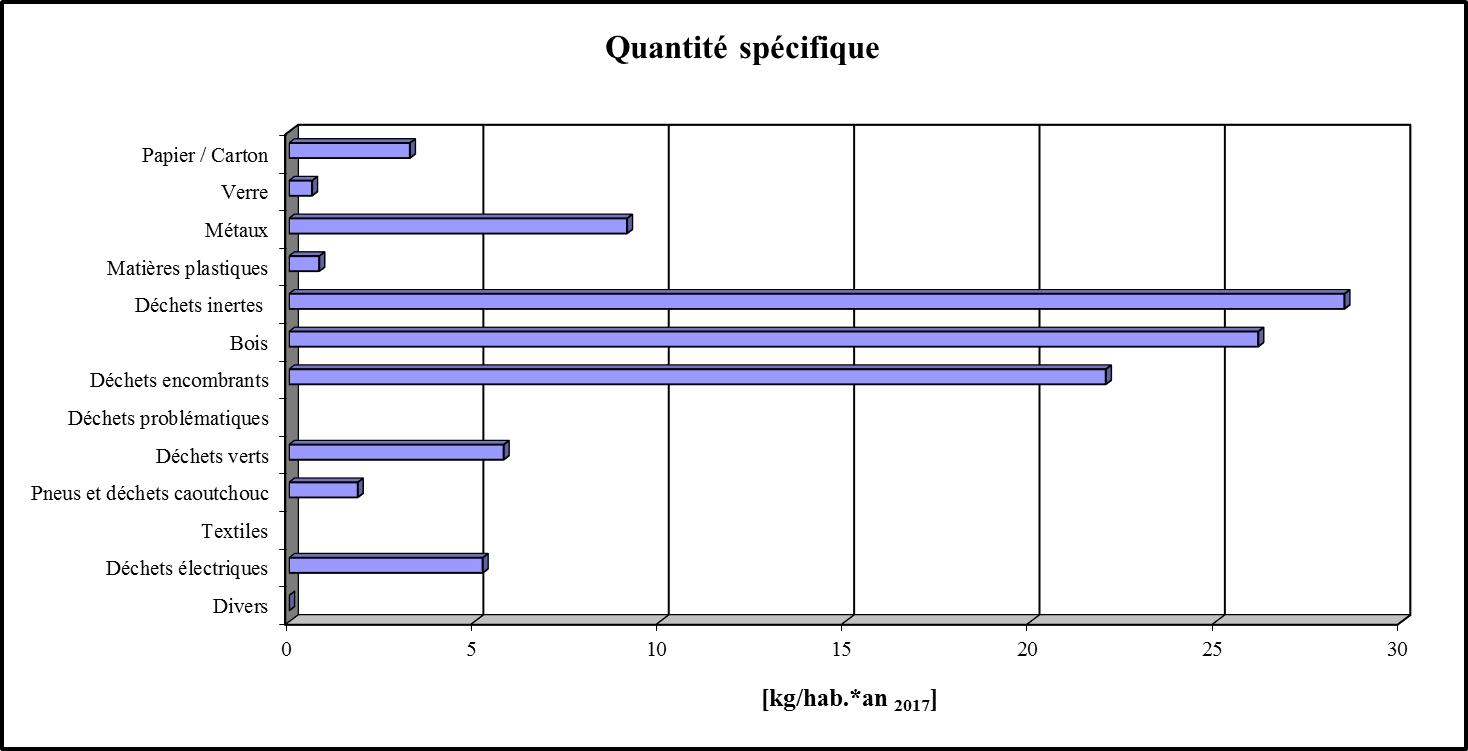 Quantité spécifique
Papier / Carton
Verre
Métaux
Matières plastiques
Déchets inertes
Bois
Déchets encombrants
Déchets problématiques
Déchets verts
Pneus et déchets caoutchouc
Textiles
Déchets électriques
Divers
0 5 10 15 20 25 30
[kg/hab.*an 2017]